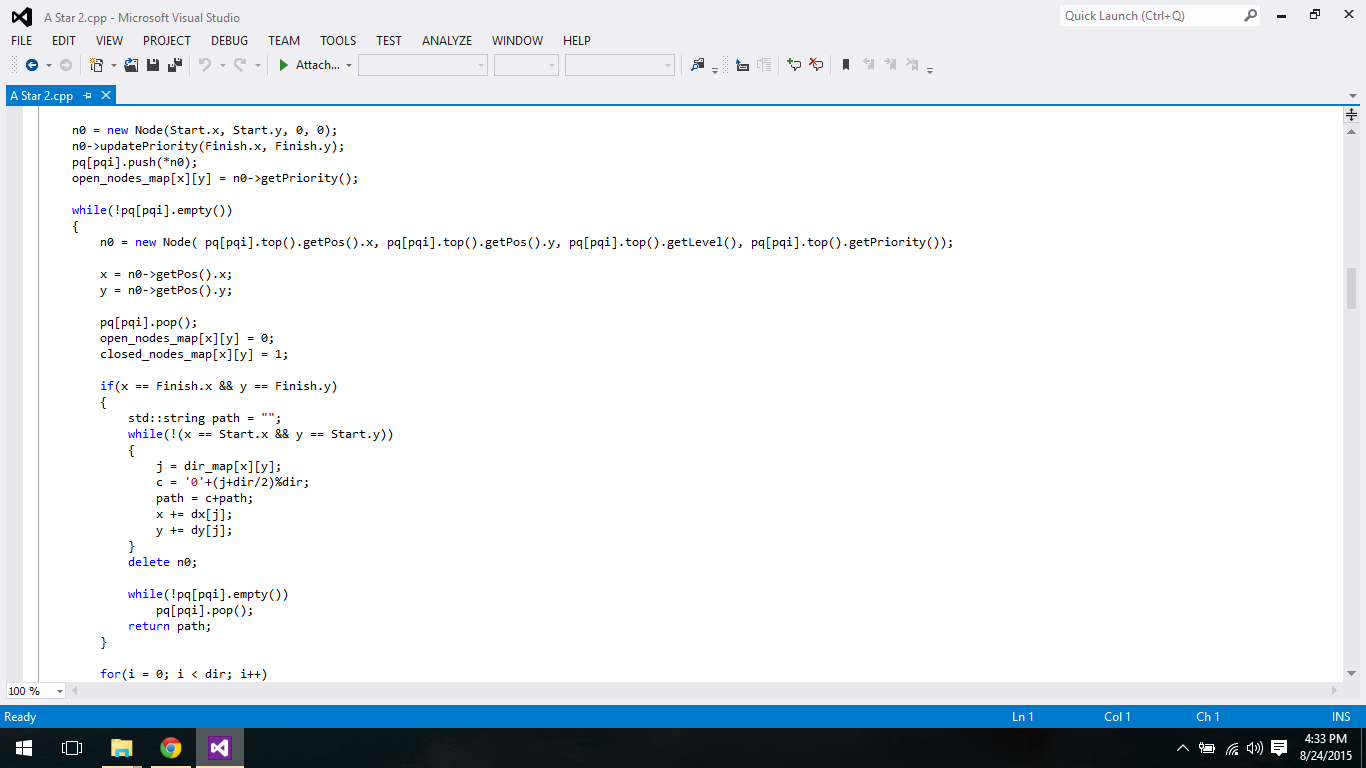 A Star 2.cpp - Microsoft Visual Studio
Quick Launch (Ctrl+Q)
FILE EDIT VIEW PROJECT DEBUG TEAM TOOLS TEST ANALYZE WINDOW HELP
Attach...
A Star 2.cpp
n0 = new Node(Start.x, Start.y, 0, 0);
n0->updatePriority(Finish.x, Finish.y);
pq[pqi].push(*n0);
open_nodes_map[x][y] = n0->getPriority();
while(!pq[pqi].empty())
{
n0 = new Node( pq[pqi].top().getPos().x, pq[pqi].top().getPos().y, pq[pqi].top().getLevel(), pq[pqi].top().getPriority());
x = n0->getPos().x;
y = n0->getPos().y;
pq[pqi].pop();
open_nodes_map[x][y] = 0;
closed_nodes_map[x][y] = 1;
if(x == Finish.x && y == Finish.y)
{
std::string path = "";
while(!(x == Start.x && y == Start.y))
{
j = dir_map[x][y];
c = '0'+(j+dir/2)%dir;
path = c+path;
x += dx[j];
y += dy[j];
}
delete n0;
while(!pq[pqi].empty())
pq[pqi].pop();
return path;
}
for(i = 0; i < dir; i++)
100 %
Ready Ln 1 Col 1 Ch 1 INS
4:33 PM
8/24/2015